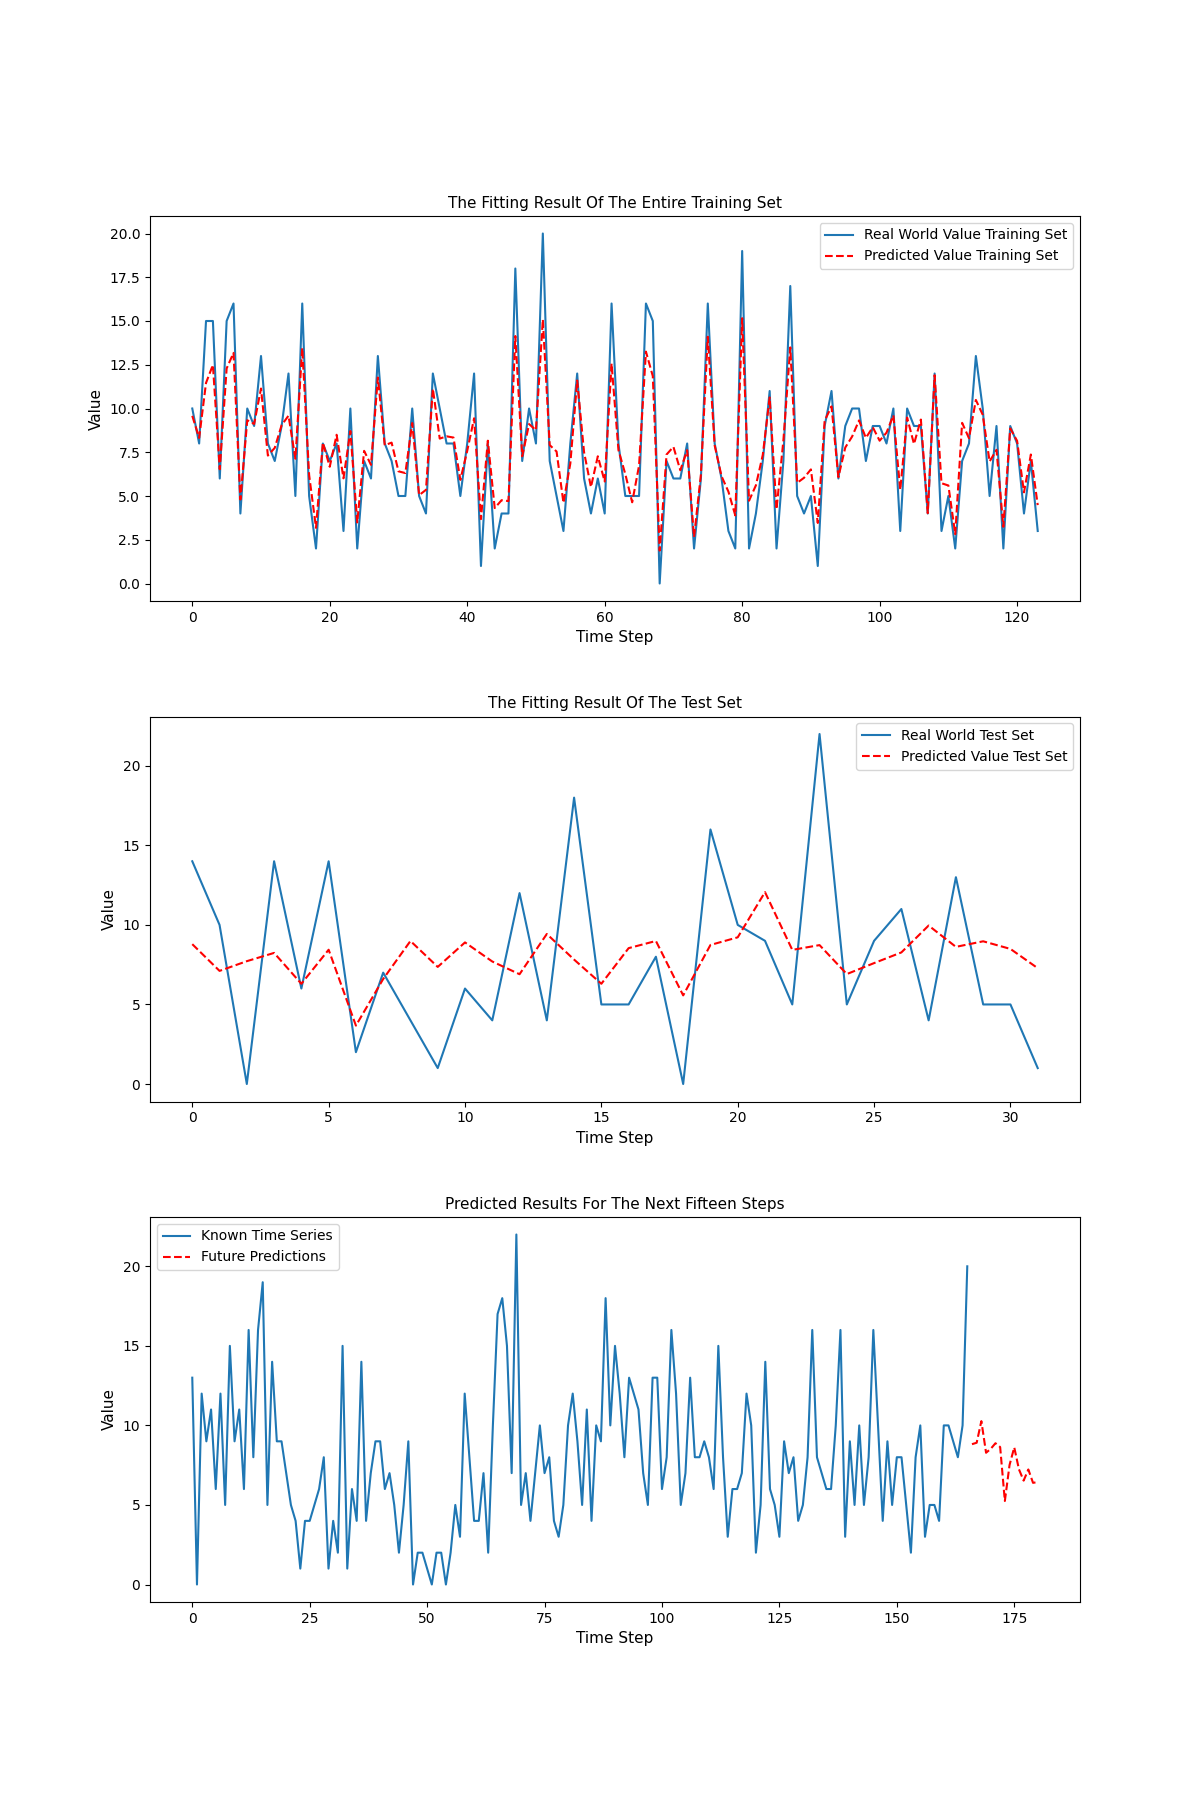 The Fitting Result Of The Entire Training Set
Real World Value Training Set
Predicted Value Training Set
Value
20.0
17.5
15.0
12.5
10.0
7.5
5.0
2.5
0.0
0 20 40 60 80 100 120
Time Step
The Fitting Result Of The Test Set
Real World Test Set
Predicted Value Test Set
Value
20
15
10
5
0
0 5 10 15 20 25 30
Time Step
Predicted Results For The Next Fifteen Steps
Known Time Series
Future Predictions
Value
20
15
10
5
0
0 25 50 75 100 125 150 175
Time Step